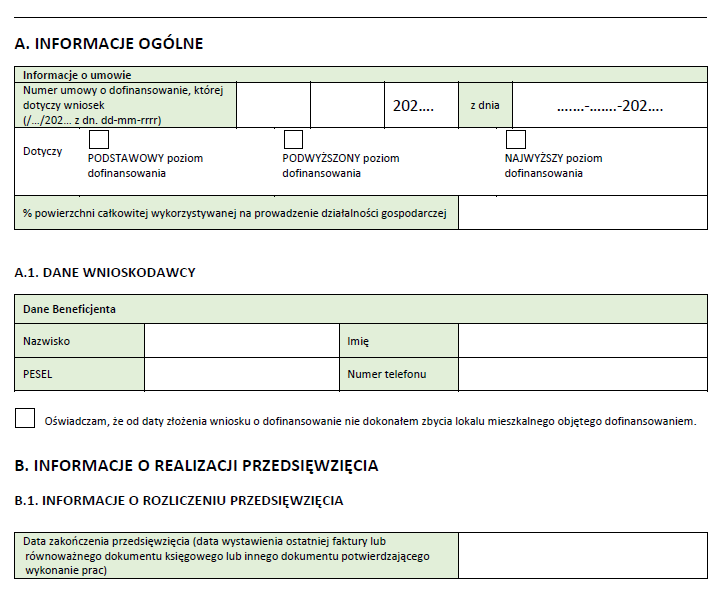 A. INFORMACJE OGÓLNE
Informacje o umowie
Numer umowy o dofinansowanie, której
dotyczy wniosek
(/…/202… z dn. dd-mm-rrrr)
202….
z dnia
…….-…….-202….
Dotyczy
PODSTAWOWY poziom
dofinansowania
PODWYŻSZONY poziom
dofinansowania
NAJWYŻSZY poziom
dofinansowania
% powierzchni całkowitej wykorzystywanej na prowadzenie działalności gospodarczej
A.1. DANE WNIOSKODAWCY
Dane Beneficjenta
Nazwisko
Imię
PESEL
Numer telefonu
Oświadczam, że od daty złożenia wniosku o dofinansowanie nie dokonałem zbycia lokalu mieszkalnego objętego dofinansowaniem.
B. INFORMACJE O REALIZACJI PRZEDSIĘWZIĘCIA
B.1. INFORMACJE O ROZLICZENIU PRZEDSIĘWZIĘCIA
Data zakończenia przedsięwzięcia (data wystawienia ostatniej faktury lub
równoważnego dokumentu księgowego lub innego dokumentu potwierdzającego
wykonanie prac)